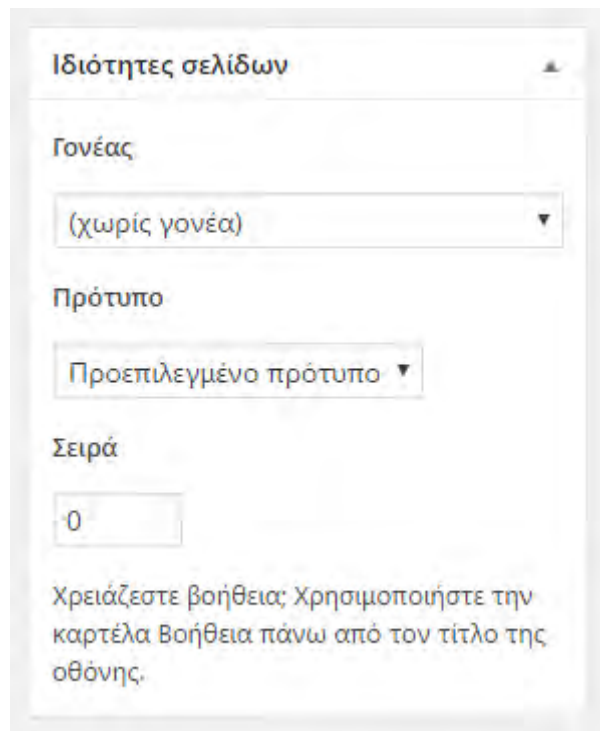 Ιδιότητες σελίδων
Γονέας
(χωρίς γονέα)
Πρότυπο
Προεπιλεγμένο πρότυπο
Σειρά
0
Χρειάζεστε βοήθεια; Χρησιμοποιήστε την
καρτέλα Βοήθεια πάνω από τον τίτλο της
οθόνης.